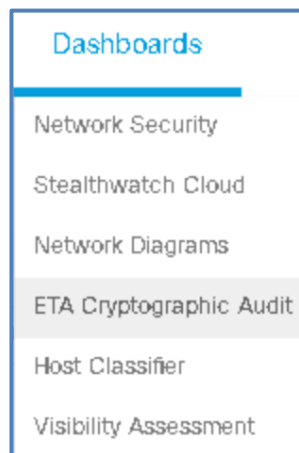 Dashboards
Network Security
Stealthwatch Cloud
Network Diagrams
ETA Cryptographic Audit
Host Classifier
Visibility Assessment